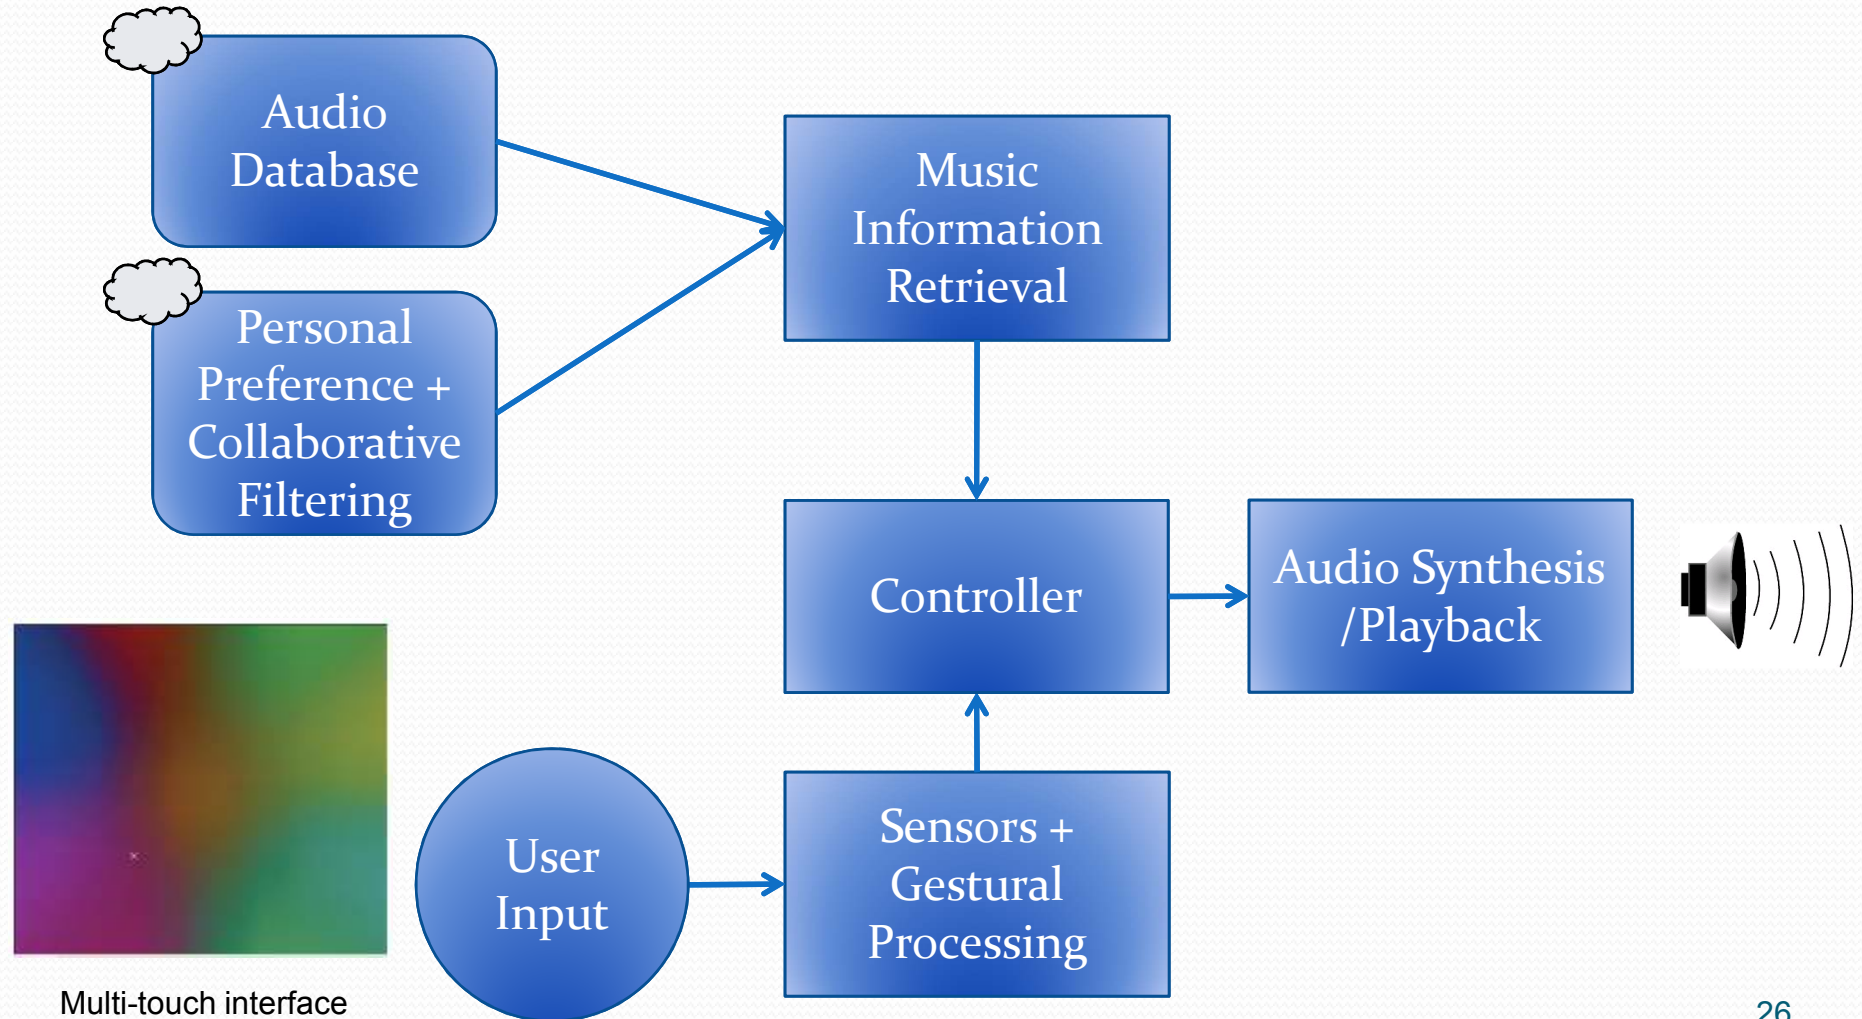 Audio
Database
Music
Information
Retrieval
Personal
Preference +
Collaborative
Filtering
Controller
Audio Synthesis
/Playback
User
Input
Sensors +
Gestural
Processing
Multi-touch interface
26